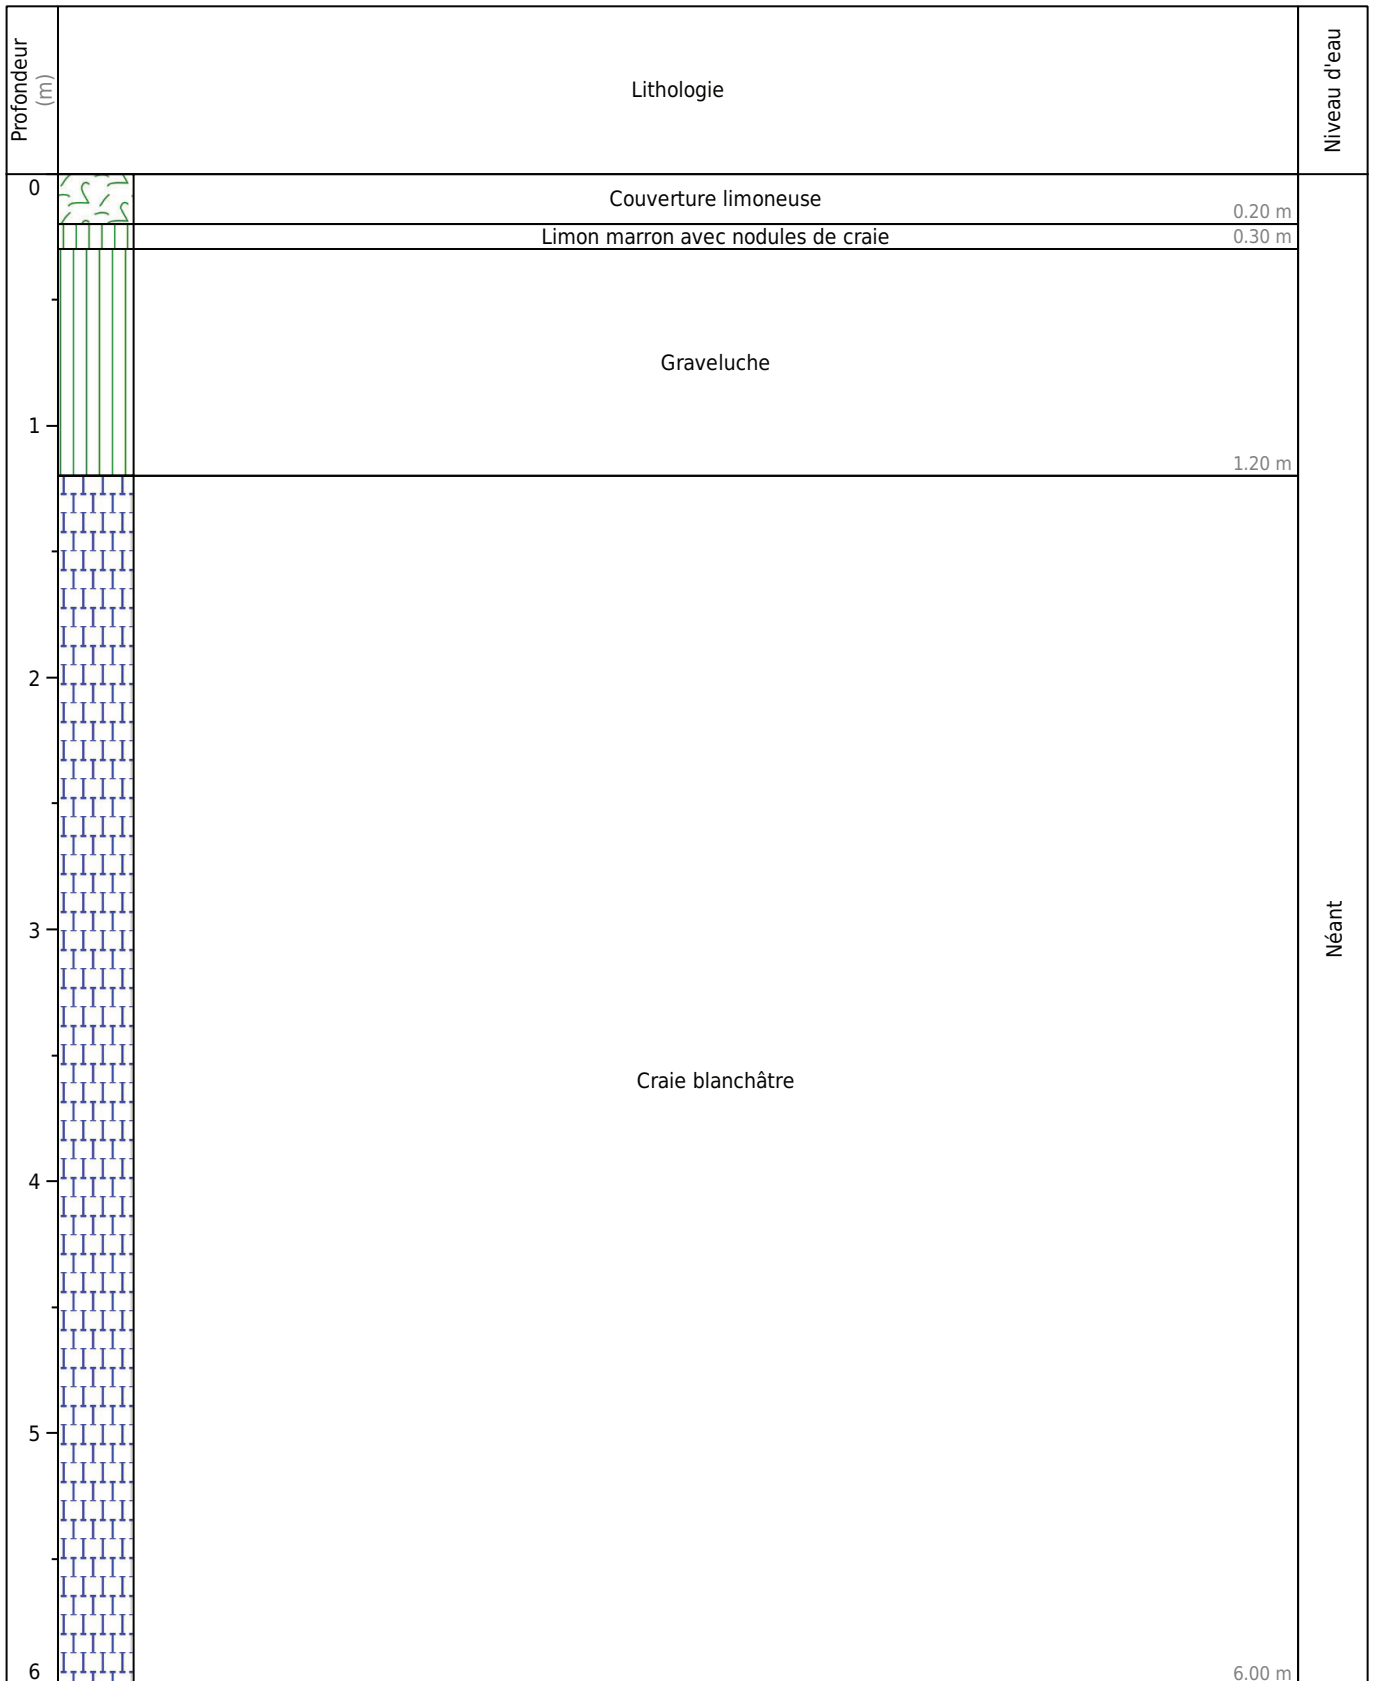 Profondeur
(m)
Lithologie
Niveau d'eau
0
Couverture limoneuse
0.20 m
Limon marron avec nodules de craie
0.30 m
Graveluche
1
1.20 m
2
3
Néant
Craie blanchâtre
4
5
6
6.00 m